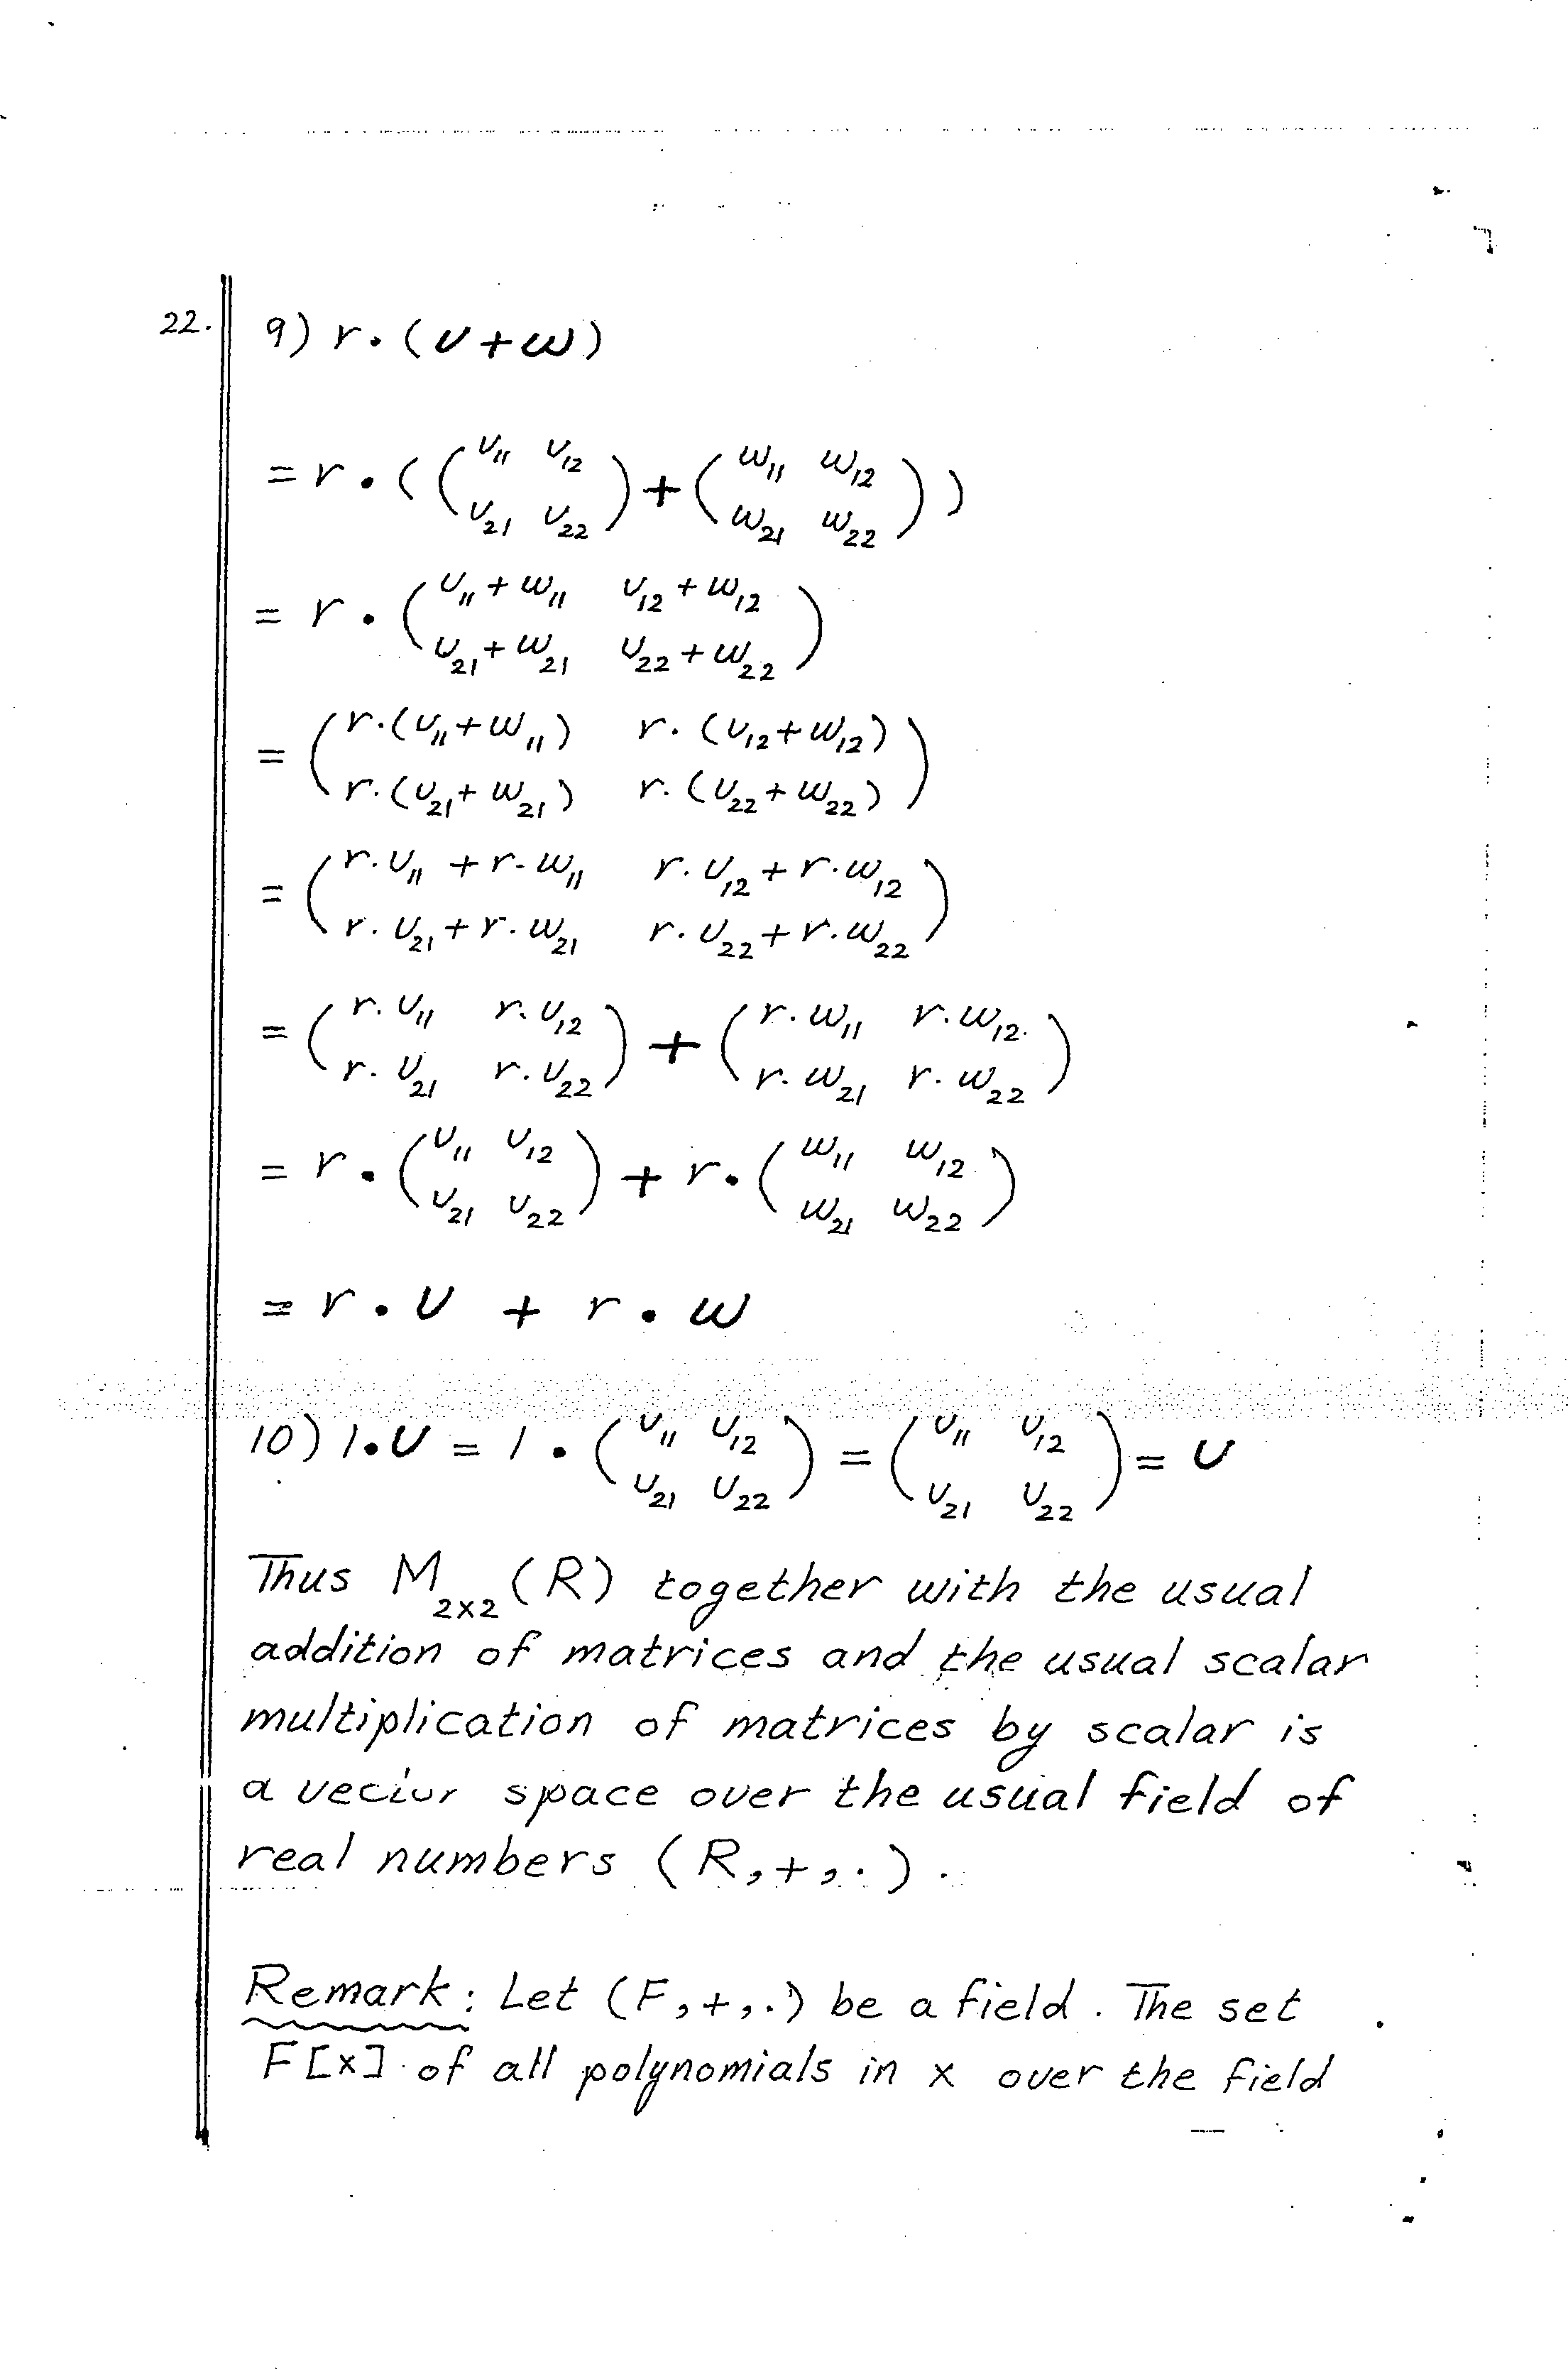 22.
9) r • (v + w)
= r • ( ( v₁₁ v₁₂
v₂₁ v₂₂ ) + ( w₁₁ w₁₂
w₂₁ w₂₂ ) )
= r • ( v₁₁ + w₁₁ v₁₂ + w₁₂
v₂₁ + w₂₁ v₂₂ + w₂₂ )
= ( r.(v₁₁ + w₁₁) r.(v₁₂ + w₁₂)
r.(v₂₁ + w₂₁) r.(v₂₂ + w₂₂) )
= ( r.v₁₁ + r.w₁₁ r.v₁₂ + r.w₁₂
r.v₂₁ + r.w₂₁ r.v₂₂ + r.w₂₂ )
= ( r.v₁₁ r.v₁₂
r.v₂₁ r.v₂₂ ) + ( r.w₁₁ r.w₁₂
r.w₂₁ r.w₂₂ )
= r • ( v₁₁ v₁₂
v₂₁ v₂₂ ) + r • ( w₁₁ w₁₂
w₂₁ w₂₂ )
= r • v + r • w
10) 1 • v = 1 • ( v₁₁ v₁₂
v₂₁ v₂₂ ) = ( v₁₁ v₁₂
v₂₁ v₂₂ ) = v
Thus M₂ₓ₂ (R) together with the usual
addition of matrices and the usual scalar
multiplication of matrices by scalar is
a vector space over the usual field of
real numbers (R, +, .) .
Remark: Let (F, +, .) be a field. The set
F[x] of all polynomials in x over the field